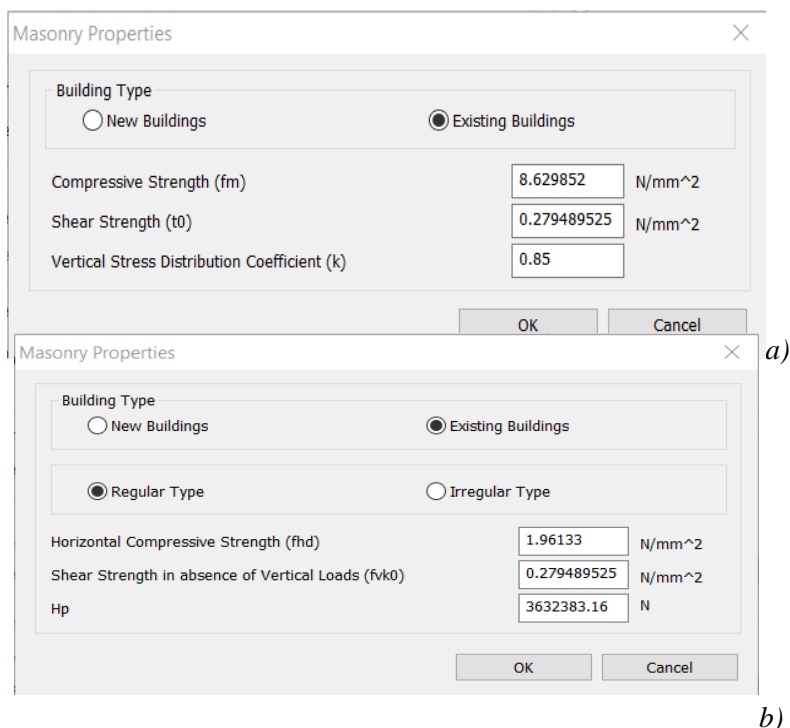 Masonry Properties
Building Type
New Buildings Existing Buildings
Compressive Strength (fm) 8.629852 N/mm^2
Shear Strength (t0) 0.279489525 N/mm^2
Vertical Stress Distribution Coefficient (k) 0.85
OK Cancel
a)
Masonry Properties
Building Type
New Buildings Existing Buildings
Regular Type Irregular Type
Horizontal Compressive Strength (fhd) 1.96133 N/mm^2
Shear Strength in absence of Vertical Loads (fvk0) 0.279489525 N/mm^2
Hp 3632383.16 N
OK Cancel
b)